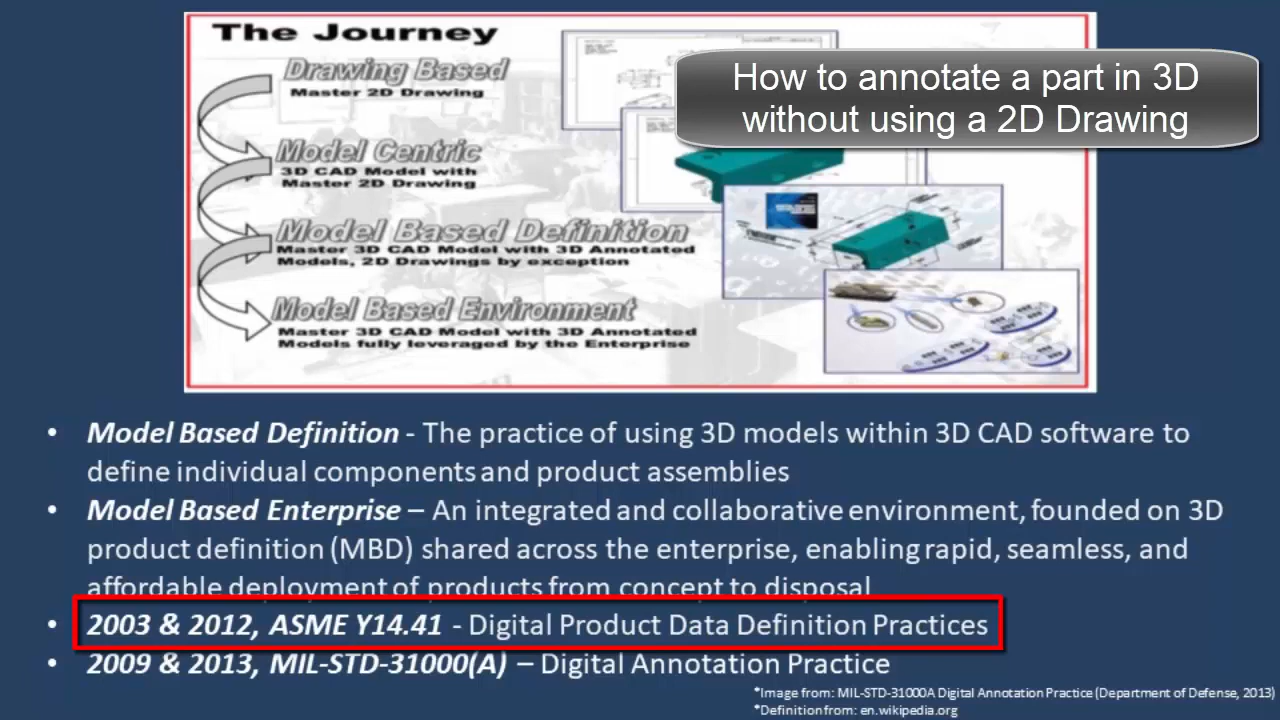 The Journey
Drawing Based
Master 2D Drawing
How to annotate a part in 3D
without using a 2D Drawing
Model Centric
3D CAD Model with
Master 2D Drawing
Model Based Definition
Master 3D CAD Model with 3D Annotated
Models, 2D Drawings by exception
Model Based Environment
Master 3D CAD Model with 3D Annotated
Models fully leveraged by the Enterprise
• Model Based Definition - The practice of using 3D models within 3D CAD software to
define individual components and product assemblies
• Model Based Enterprise – An integrated and collaborative environment, founded on 3D
product definition (MBD) shared across the enterprise, enabling rapid, seamless, and
affordable deployment of products from concept to disposal
• 2003 & 2012, ASME Y14.41 - Digital Product Data Definition Practices
• 2009 & 2013, MIL-STD-31000(A) – Digital Annotation Practice
*Image from: MIL-STD-31000A Digital Annotation Practice (Department of Defense, 2013)
*Definition from: en.wikipedia.org